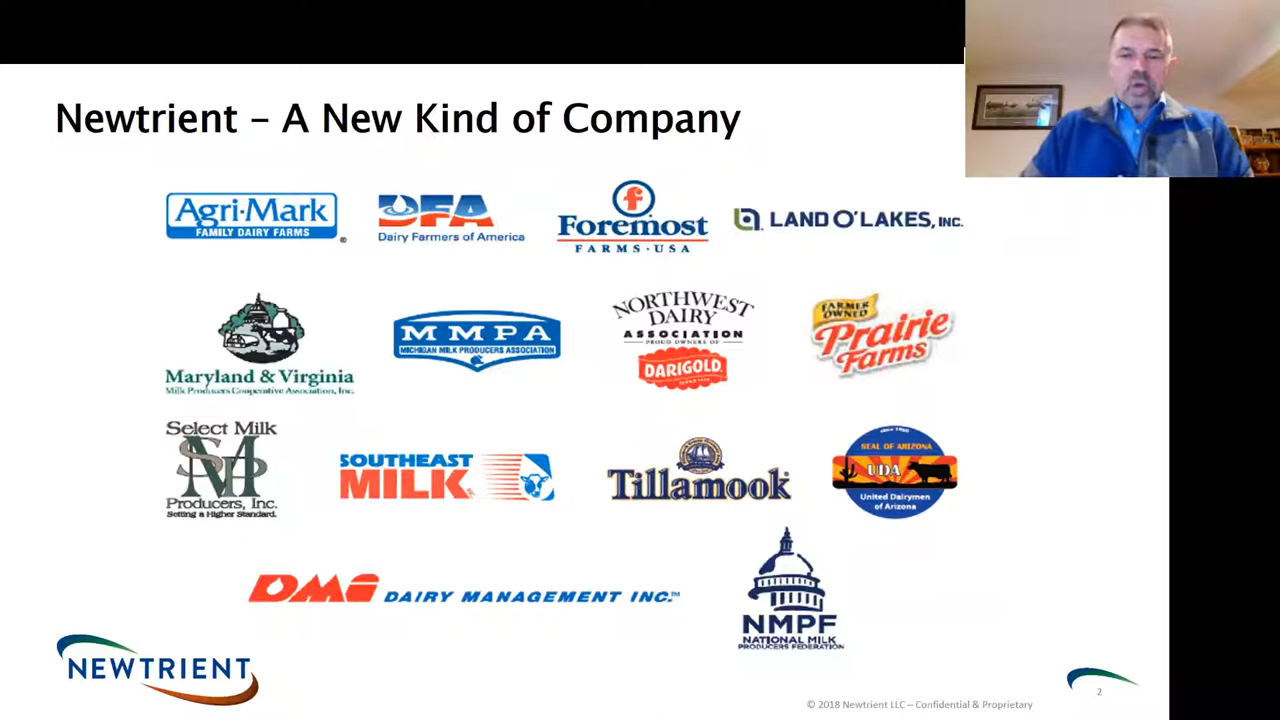 Newtrient – A New Kind of Company
Agri·Mark
FAMILY DAIRY FARMS
®
DFA
Dairy Farmers of America
f
Foremost
FARMS·USA
LAND O'LAKES, INC.
Maryland & Virginia
Milk Producers Cooperative Association, Inc.
MMPA
MICHIGAN MILK PRODUCERS ASSOCIATION
NORTHWEST
DAIRY
ASSOCIATION
PROUD OWNERS OF
DARIGOLD
FARMER
OWNED
Prairie
Farms
Select Milk
SMP
Producers, Inc.
Setting a Higher Standard.
SOUTHEAST
MILK
Tillamook®
SEAL OF ARIZONA
UDA
United Dairymen
of Arizona
DMI DAIRY MANAGEMENT INC.™
NMPF
NATIONAL MILK
PRODUCERS FEDERATION
NEWTRIENT
© 2018 Newtrient LLC – Confidential & Proprietary
2